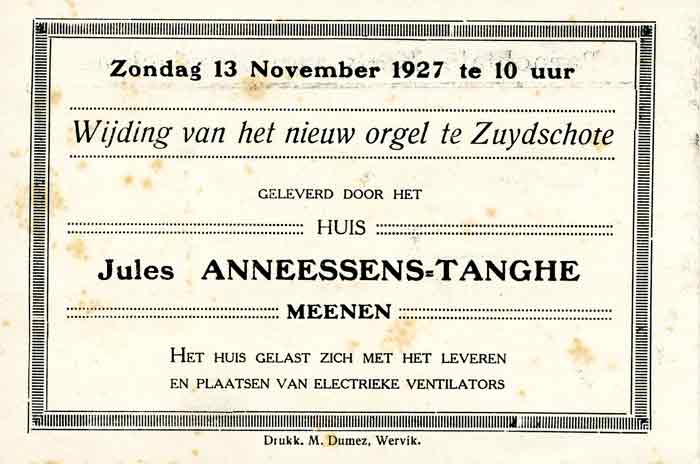 Zondag 13 November 1927 te 10 uur
Wijding van het nieuw orgel te Zuydschote
GELEVERD DOOR HET
HUIS
Jules ANNEESSENS=TANGHE
MEENEN
HET HUIS GELAST ZICH MET HET LEVEREN
EN PLAATSEN VAN ELECTRIEKE VENTILATORS
Drukk. M. Dumez, Wervik.